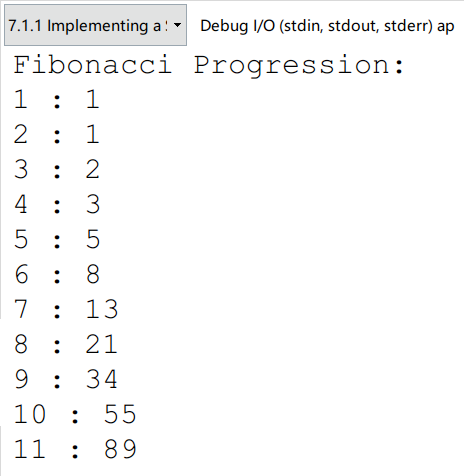 7.1.1 Implementing a Debug I/O (stdin, stdout, stderr) ap
Fibonacci Progression:
1 : 1
2 : 1
3 : 2
4 : 3
5 : 5
6 : 8
7 : 13
8 : 21
9 : 34
10 : 55
11 : 89